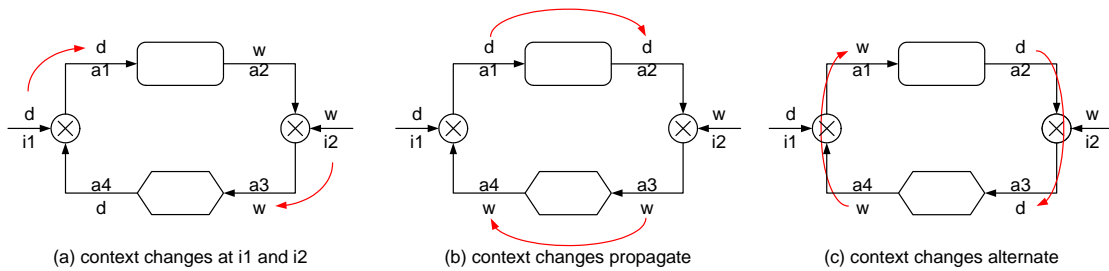 d
w
a1
a2
d
i1
w
i2
a4
a3
d
w
(a) context changes at i1 and i2
d
d
a1
a2
d
i1
w
i2
a4
a3
w
w
(b) context changes propagate
w
d
a1
a2
d
i1
w
i2
a4
a3
w
d
(c) context changes alternate